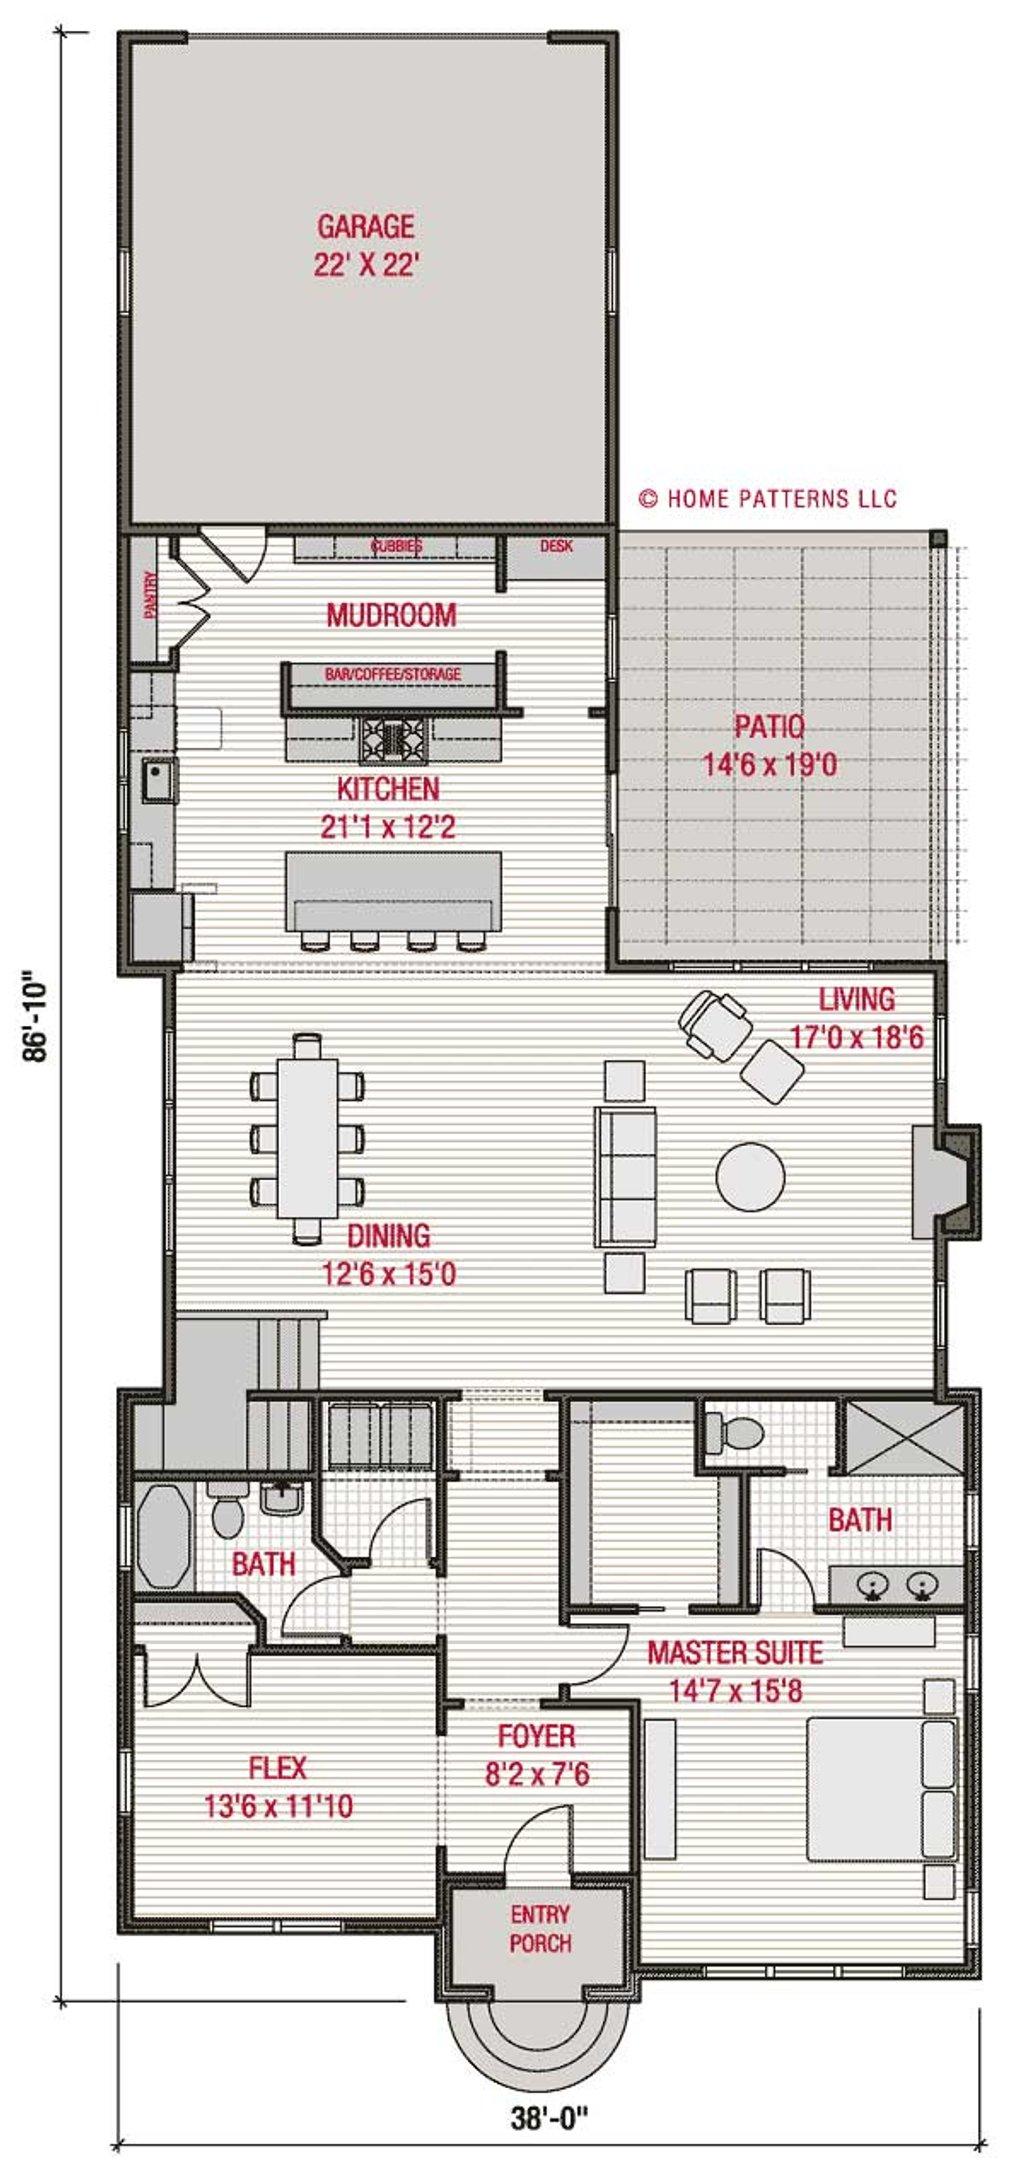 GARAGE
22' X 22'
© HOME PATTERNS LLC
CUBBIES
DESK
PANTRY
MUDROOM
BAR/COFFEE/STORAGE
PATIO
14'6 x 19'0
KITCHEN
21'1 x 12'2
86'-10"
LIVING
17'0 x 18'6
DINING
12'6 x 15'0
BATH
BATH
MASTER SUITE
14'7 x 15'8
FOYER
8'2 x 7'6
FLEX
13'6 x 11'10
ENTRY
PORCH
38'-0"